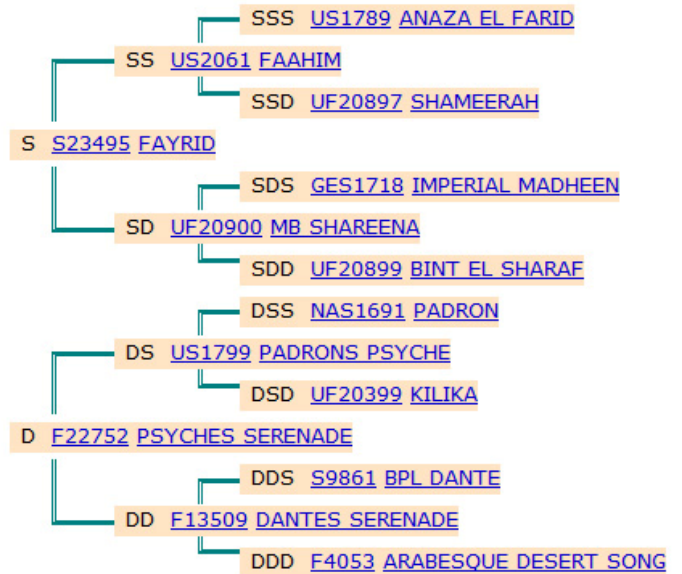 SSS US1789 ANAZA EL FARID
SS US2061 FAAHIM
SSD UF20897 SHAMEERAH
S S23495 FAYRID
SDS GES1718 IMPERIAL MADHEEN
SD UF20900 MB SHAREENA
SDD UF20899 BINT EL SHARAF
DSS NAS1691 PADRON
DS US1799 PADRONS PSYCHE
DSD UF20399 KILIKA
D F22752 PSYCHES SERENADE
DDS S9861 BPL DANTE
DD F13509 DANTES SERENADE
DDD F4053 ARABESQUE DESERT SONG